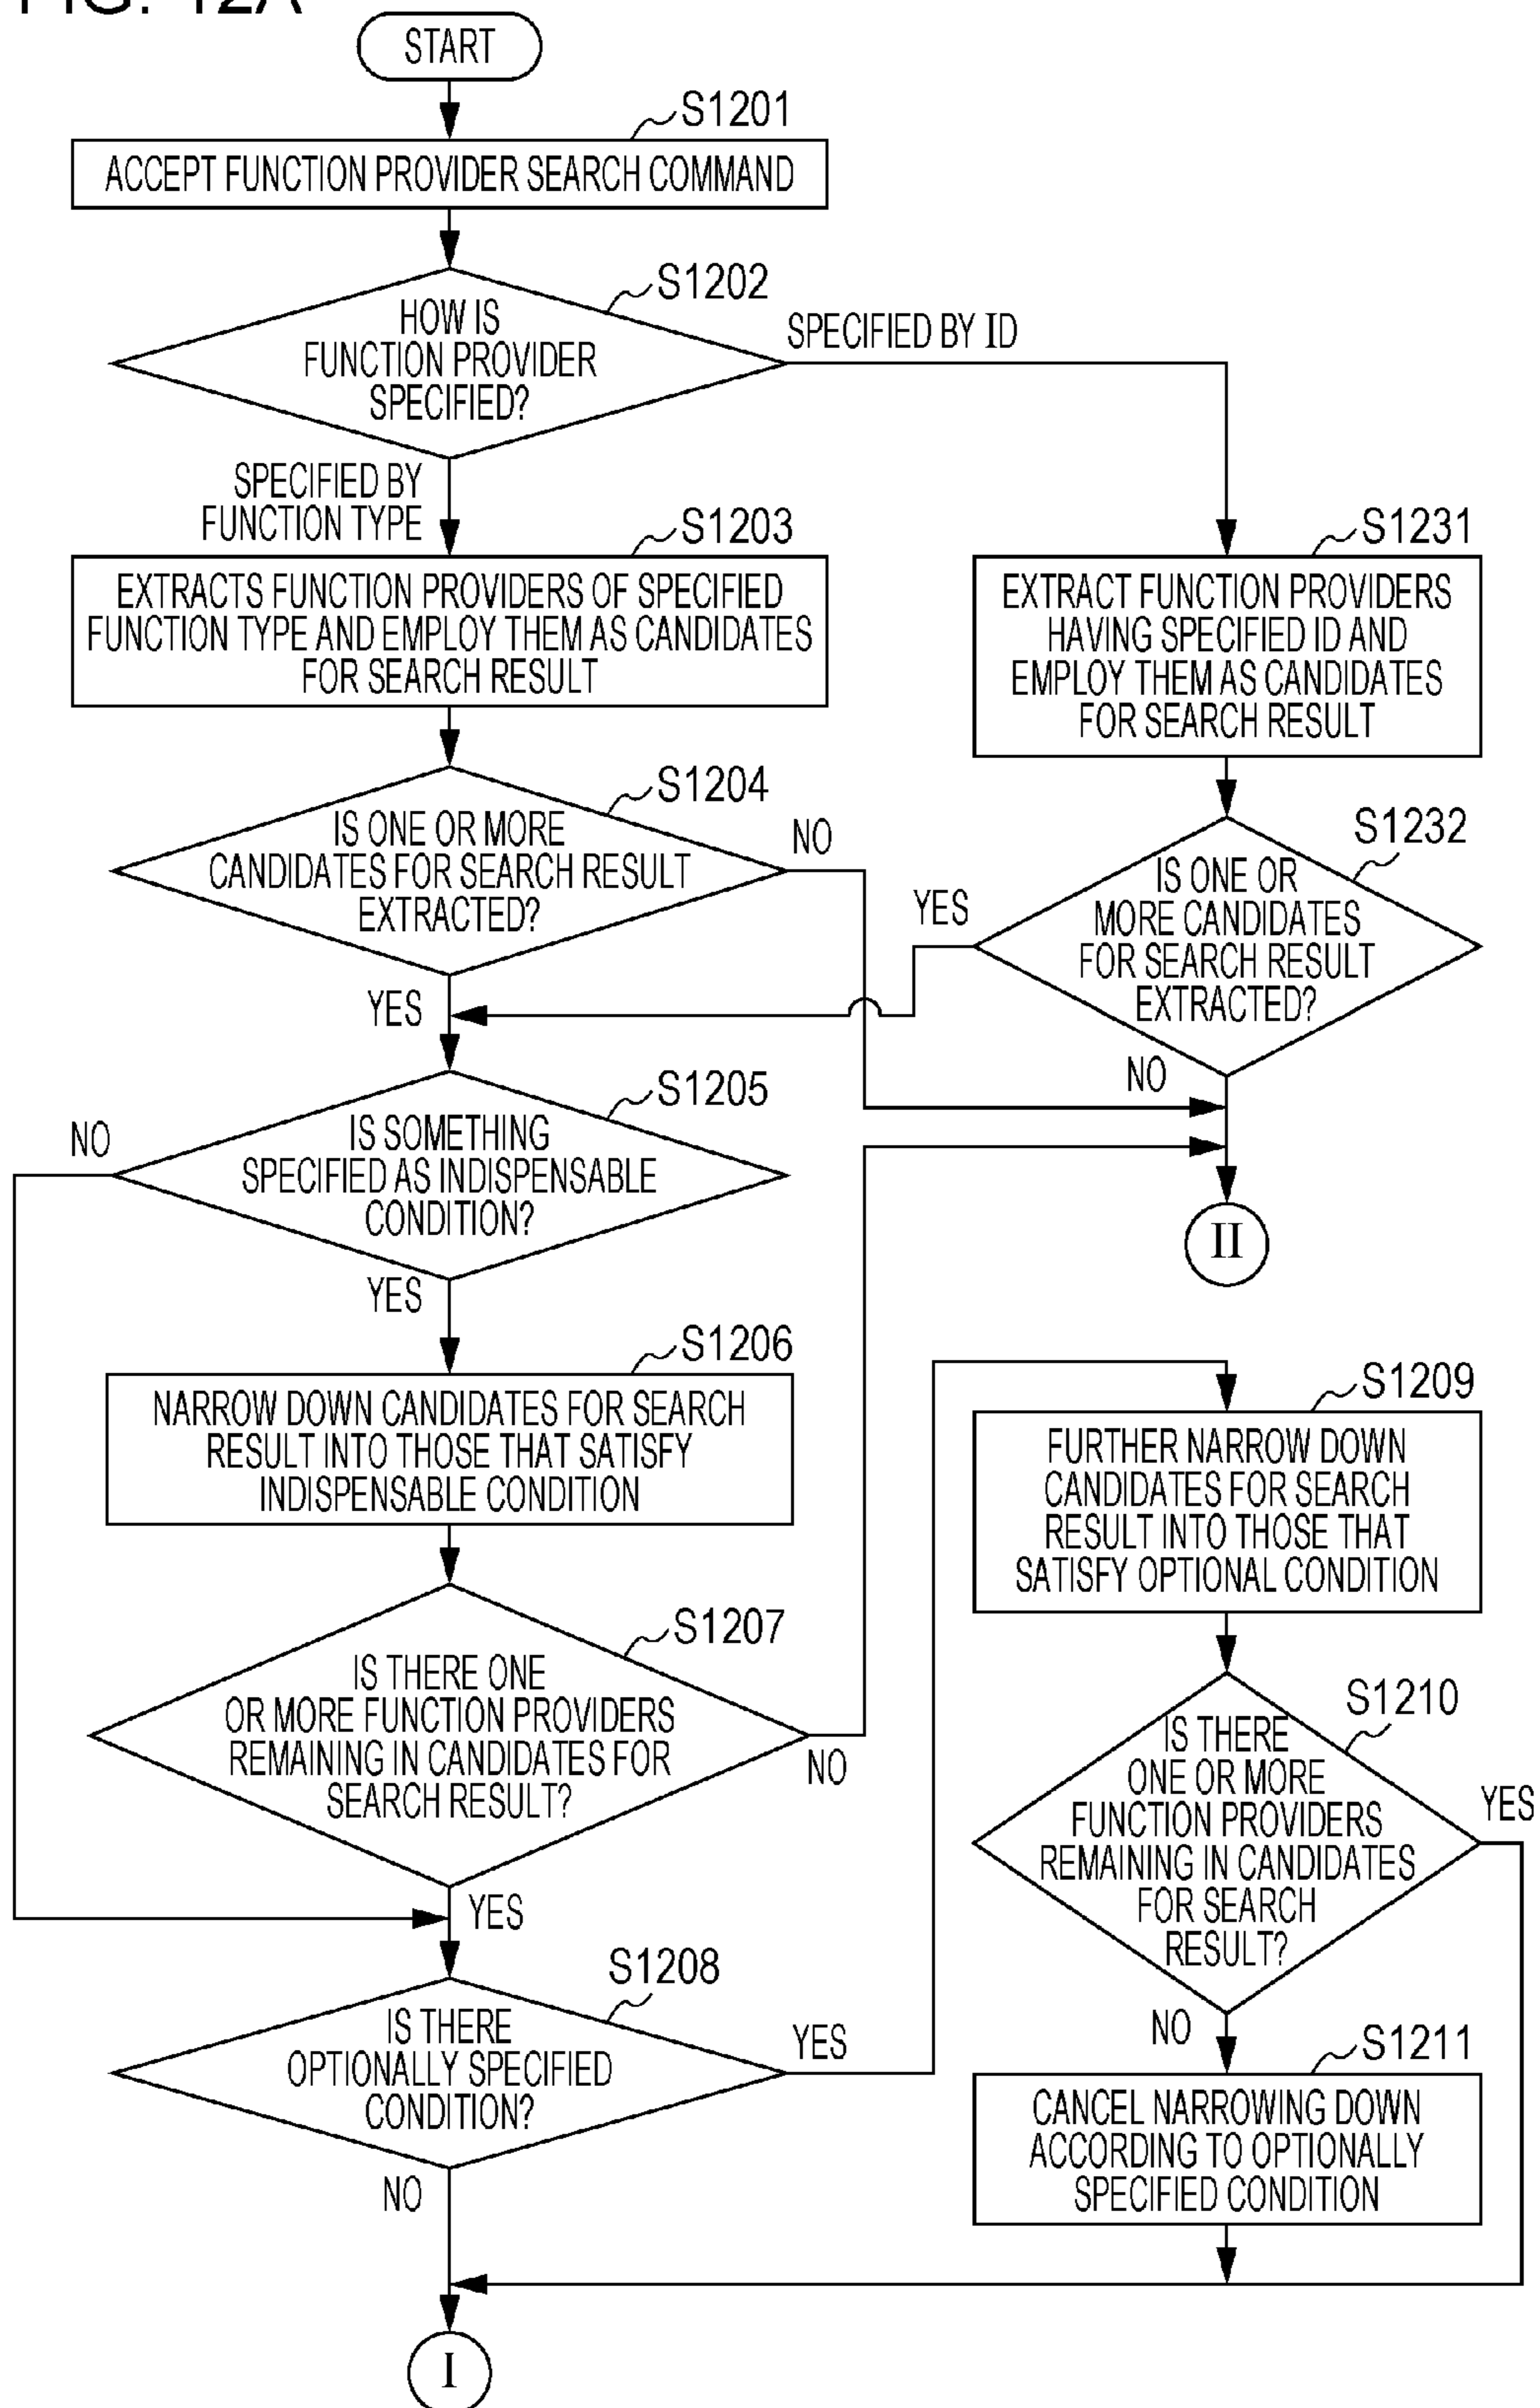 FIG. 12A
START
S1201
ACCEPT FUNCTION PROVIDER SEARCH COMMAND
S1202
HOW IS
FUNCTION PROVIDER
SPECIFIED?
SPECIFIED BY ID
SPECIFIED BY
FUNCTION TYPE
S1203
EXTRACTS FUNCTION PROVIDERS OF SPECIFIED
FUNCTION TYPE AND EMPLOY THEM AS CANDIDATES
FOR SEARCH RESULT
S1231
EXTRACT FUNCTION PROVIDERS
HAVING SPECIFIED ID AND
EMPLOY THEM AS CANDIDATES
FOR SEARCH RESULT
S1204
IS ONE OR MORE
CANDIDATES FOR SEARCH RESULT
EXTRACTED?
NO
YES
S1232
IS ONE OR
MORE CANDIDATES
FOR SEARCH RESULT
EXTRACTED?
YES
NO
S1205
IS SOMETHING
SPECIFIED AS INDISPENSABLE
CONDITION?
NO
YES
II
S1206
NARROW DOWN CANDIDATES FOR SEARCH
RESULT INTO THOSE THAT SATISFY
INDISPENSABLE CONDITION
S1207
IS THERE ONE
OR MORE FUNCTION PROVIDERS
REMAINING IN CANDIDATES FOR
SEARCH RESULT?
NO
YES
S1208
IS THERE
OPTIONALLY SPECIFIED
CONDITION?
YES
NO
S1209
FURTHER NARROW DOWN
CANDIDATES FOR SEARCH
RESULT INTO THOSE THAT
SATISFY OPTIONAL CONDITION
S1210
IS THERE
ONE OR MORE
FUNCTION PROVIDERS
REMAINING IN CANDIDATES
FOR SEARCH
RESULT?
YES
NO
S1211
CANCEL NARROWING DOWN
ACCORDING TO OPTIONALLY
SPECIFIED CONDITION
I